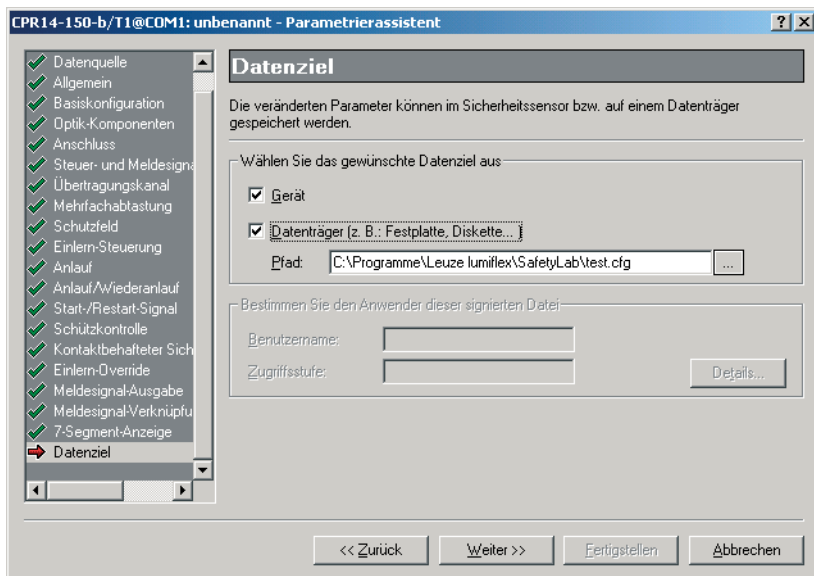 CPR14-150-b/T1@COM1: unbenannt - Parametrierassistent
Datenquelle
Allgemein
Basiskonfiguration
Optik-Komponenten
Anschluss
Steuer- und Meldesigna
Übertragungskanal
Mehrfachabtastung
Schutzfeld
Einlern-Steuerung
Anlauf
Anlauf/Wiederanlauf
Start-/Restart-Signal
Schützkontrolle
Kontaktbehafteter Sich
Einlern-Override
Meldesignal-Ausgabe
Meldesignal-Verknüpfu
7-Segment-Anzeige
Datenziel
Datenziel
Die veränderten Parameter können im Sicherheitssensor bzw. auf einem Datenträger
gespeichert werden.
Wählen Sie das gewünschte Datenziel aus
Gerät
Datenträger (z. B.: Festplatte, Diskette... )
Pfad: C:\Programme\Leuze lumiflex\SafetyLab\test.cfg ...
Bestimmen Sie den Anwender dieser signierten Datei
Benutzername:
Zugriffsstufe: Details...
<< Zurück Weiter >> Fertigstellen Abbrechen